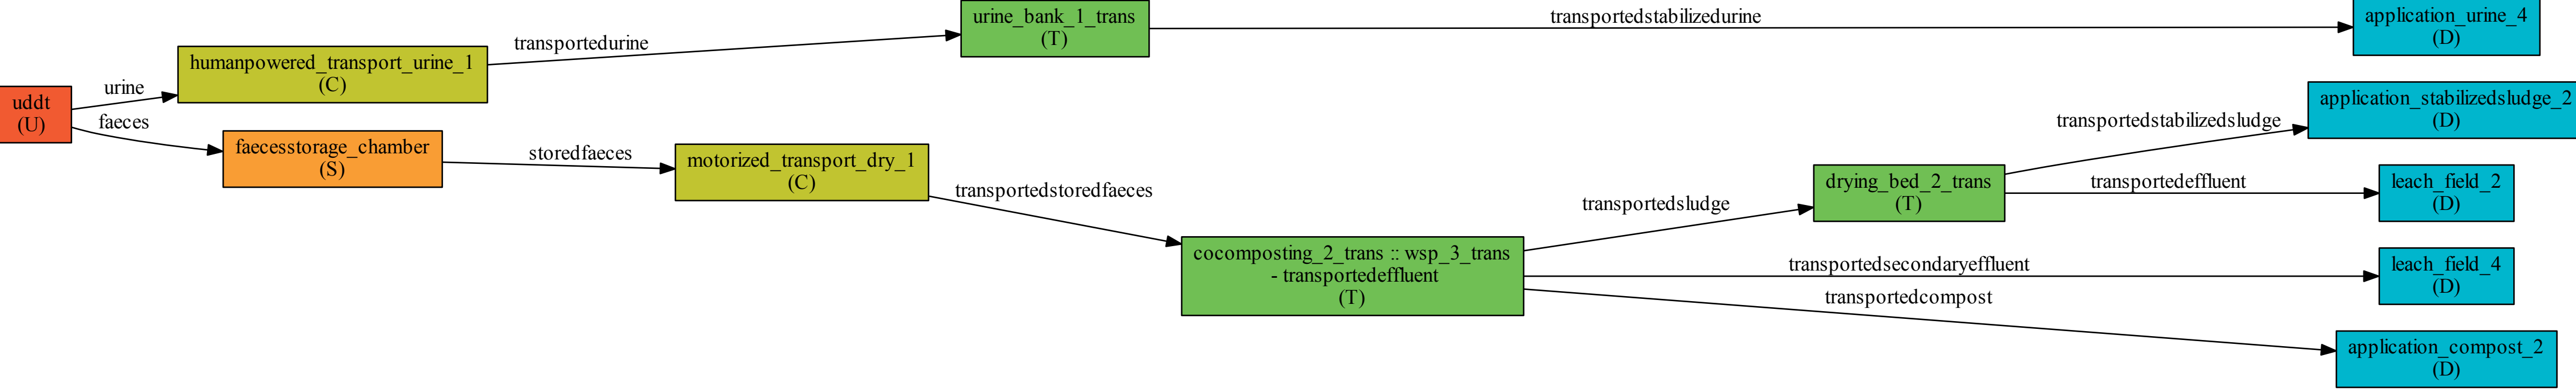 uddt
(U)
urine
faeces
humanpowered_transport_urine_1
(C)
faecesstorage_chamber
(S)
transportedurine
storedfaeces
motorized_transport_dry_1
(C)
urine_bank_1_trans
(T)
transportedstoredfaeces
cocomposting_2_trans :: wsp_3_trans
- transportedeffluent
(T)
transportedstabilizedurine
transportedsludge
transportedsecondaryeffluent
transportedcompost
drying_bed_2_trans
(T)
transportedstabilizedsludge
transportedeffluent
application_urine_4
(D)
application_stabilizedsludge_2
(D)
leach_field_2
(D)
leach_field_4
(D)
application_compost_2
(D)